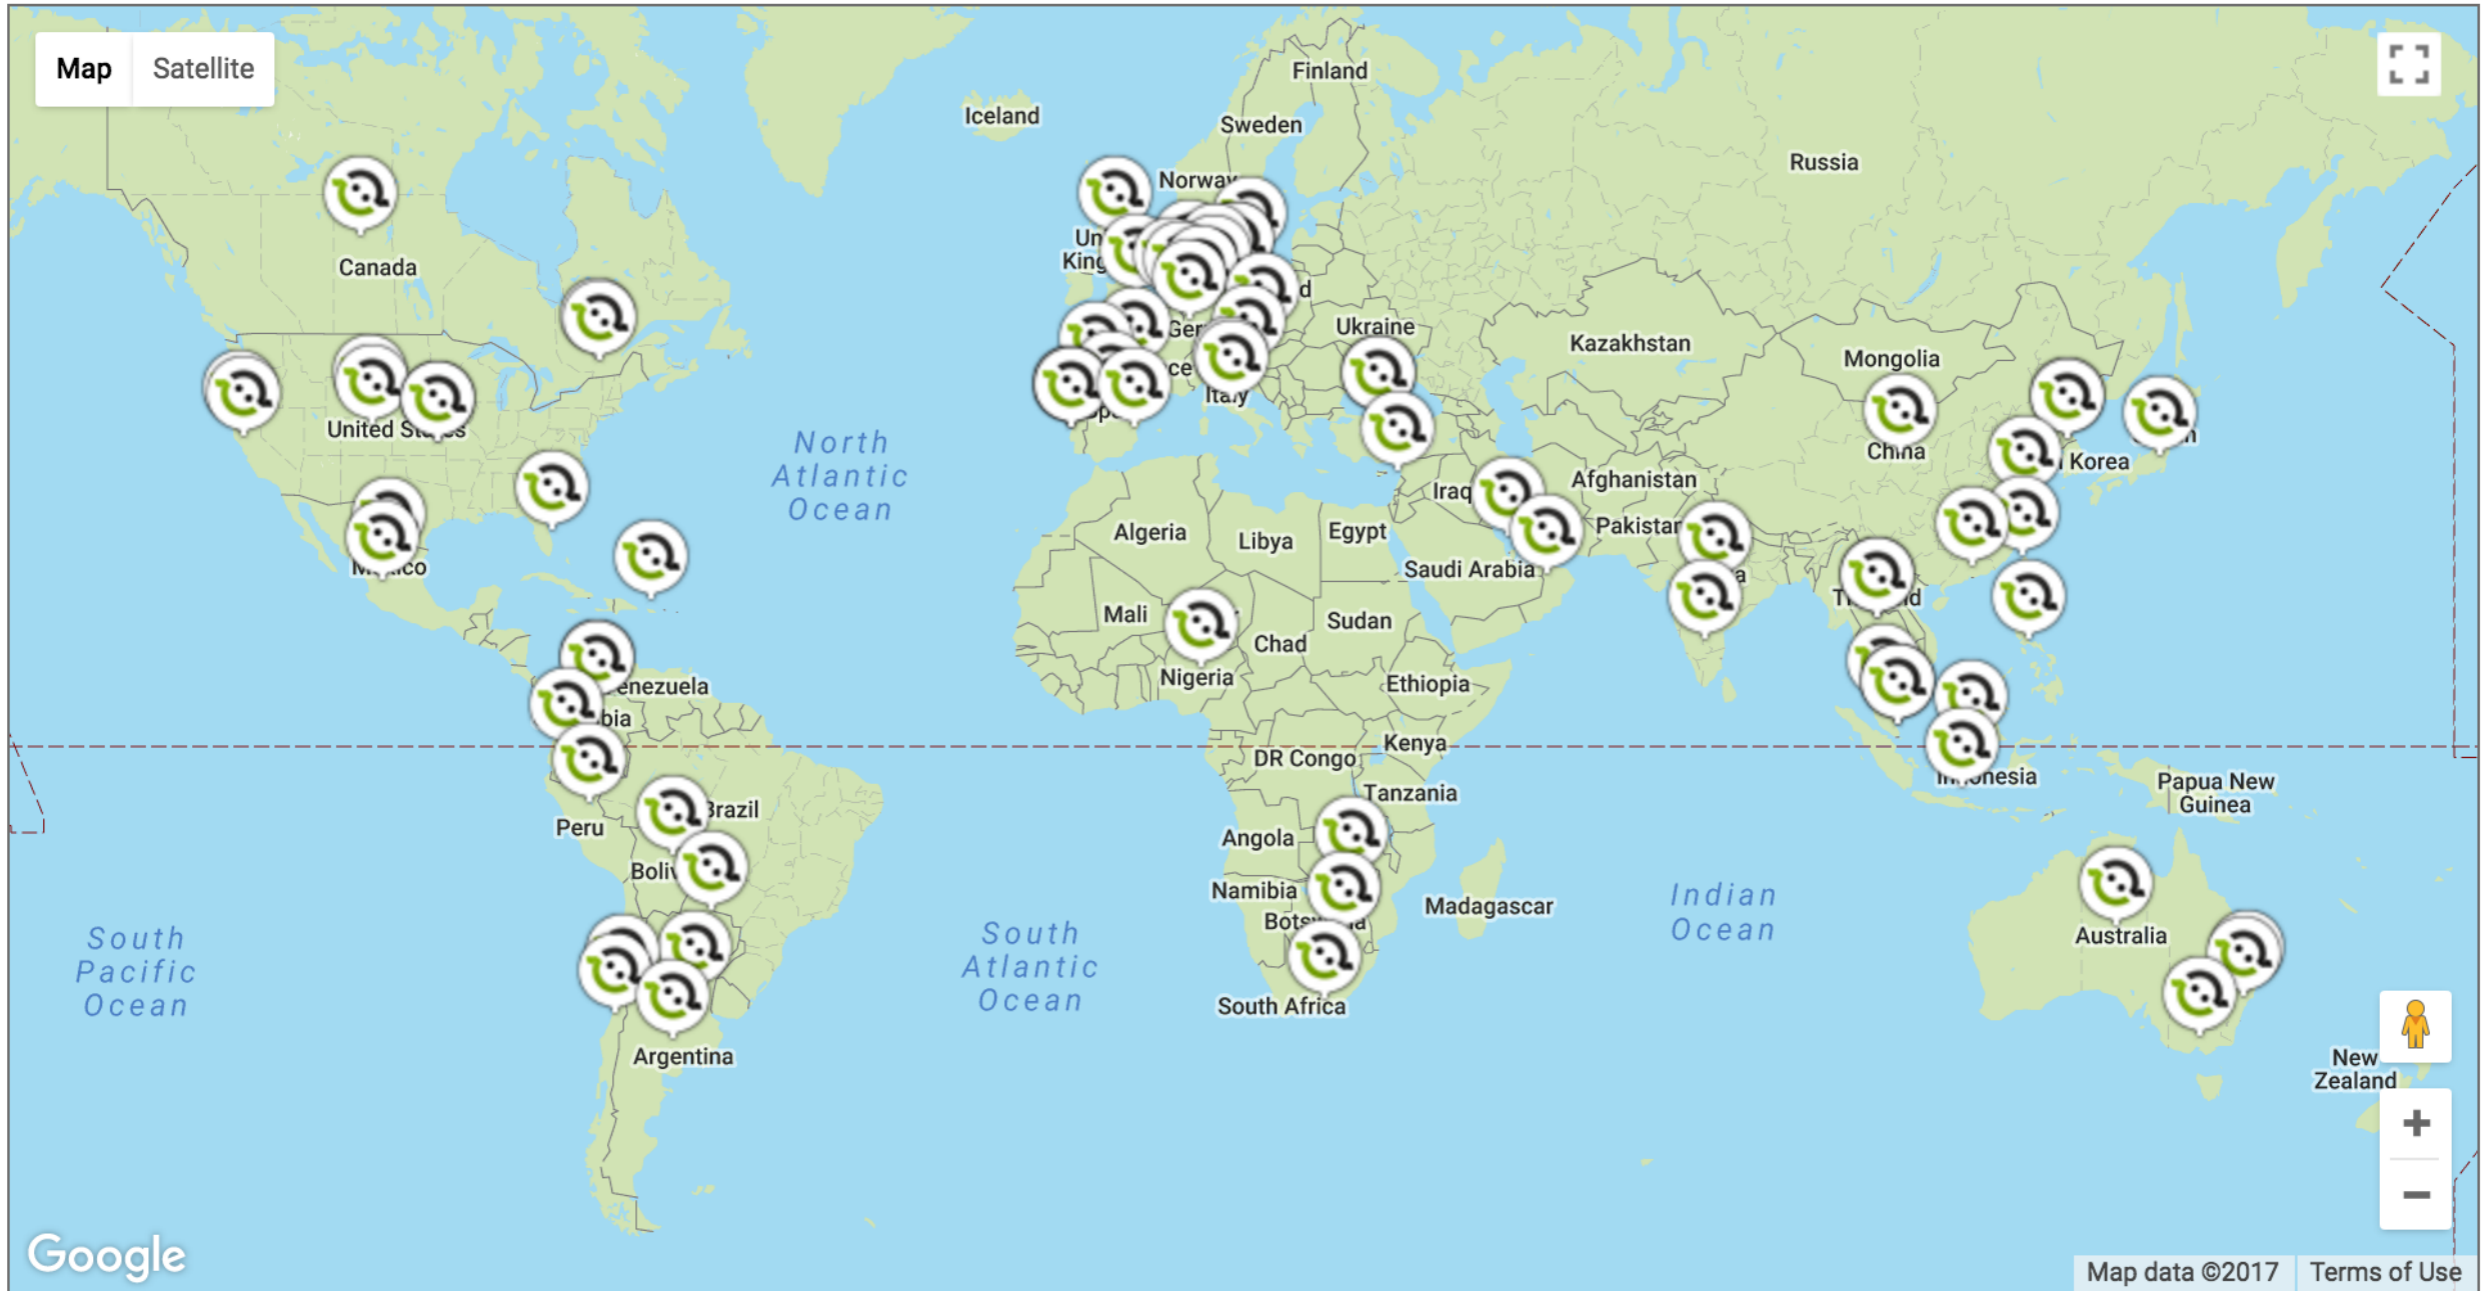 Map Satellite
Finland
Iceland
Sweden
Russia
Norway
Canada
Ukraine
Kazakhstan
Mongolia
Italy
United
China
Korea
North
Atlantic
Ocean
Afghanistan
Iraq
Pakistan
Algeria
Libya
Egypt
Saudi Arabia
Mali
Chad
Sudan
Nigeria
Ethiopia
DR Congo
Kenya
Tanzania
Papua New
Guinea
Peru
Brazil
Angola
Namibia
Madagascar
Indian
Ocean
South
Pacific
Ocean
South
Atlantic
Ocean
Australia
South Africa
Argentina
New
Zealand
Google
Map data ©2017 Terms of Use